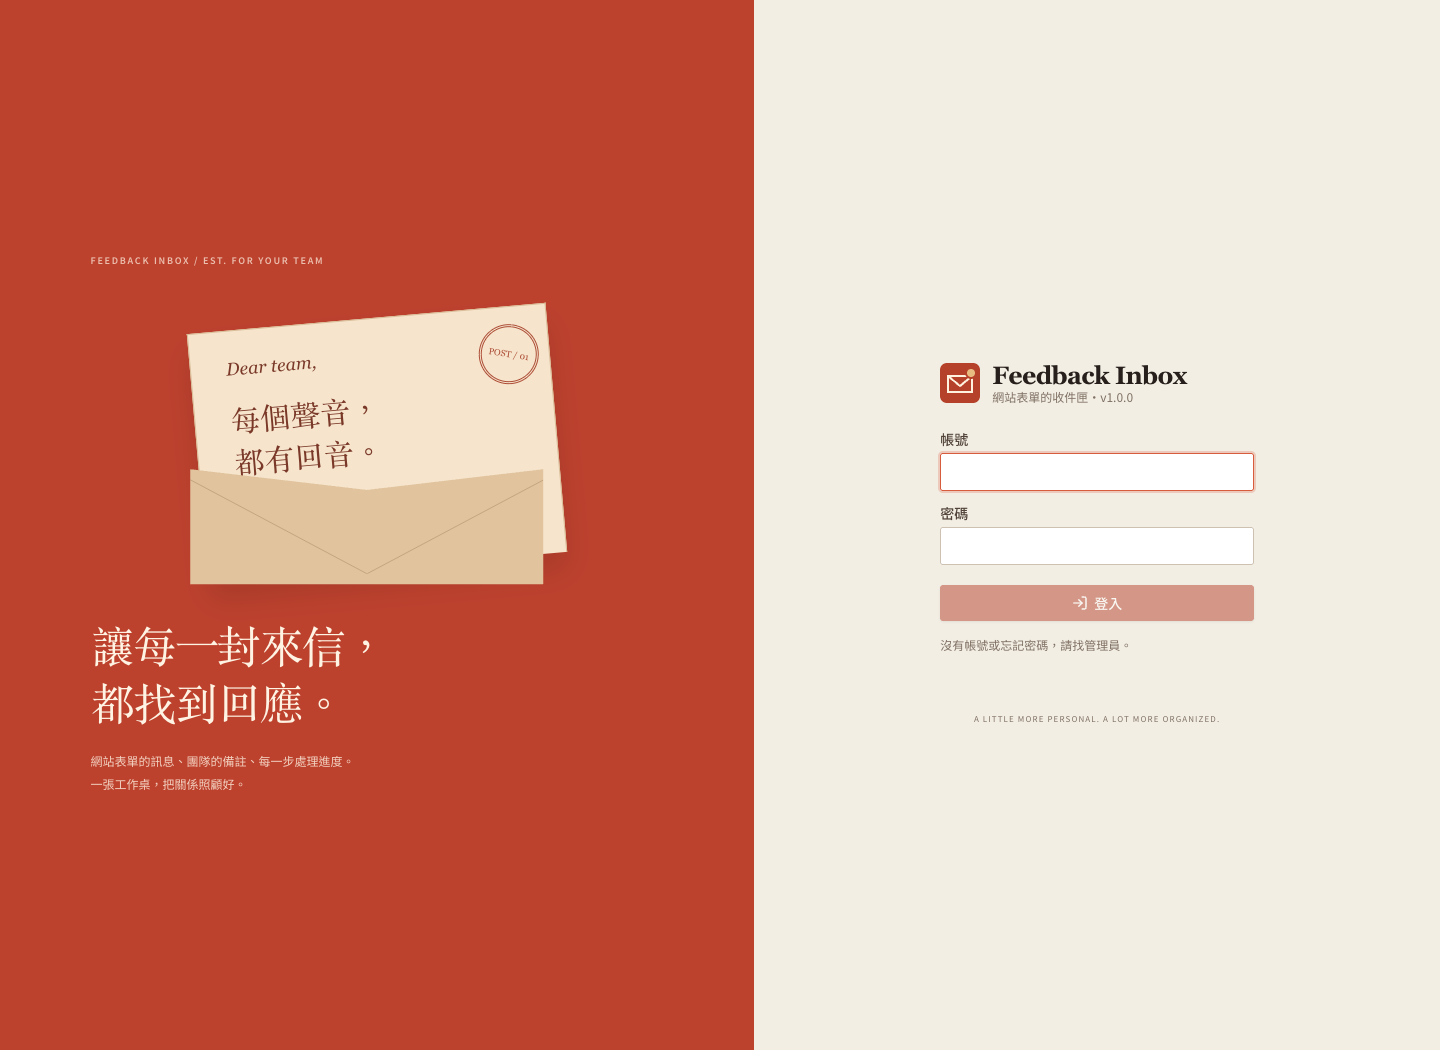 FEEDBACK INBOX / EST. FOR YOUR TEAM
Dear team,
POST / 01
每個聲音，
都有回音。
讓每一封來信，
都找到回應。
網站表單的訊息、團隊的備註、每一步處理進度。
一張工作桌，把關係照顧好。
Feedback Inbox
網站表單的收件匣・v1.0.0
帳號
密碼
登入
沒有帳號或忘記密碼，請找管理員。
A LITTLE MORE PERSONAL. A LOT MORE ORGANIZED.